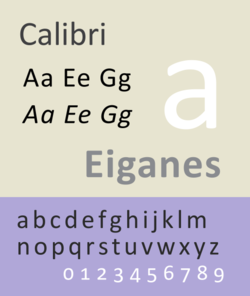 Calibri
Aa Ee Gg
Aa Ee Gg
a
Eiganes
abcdefghijklm
nopqrstuvwxyz
0123456789